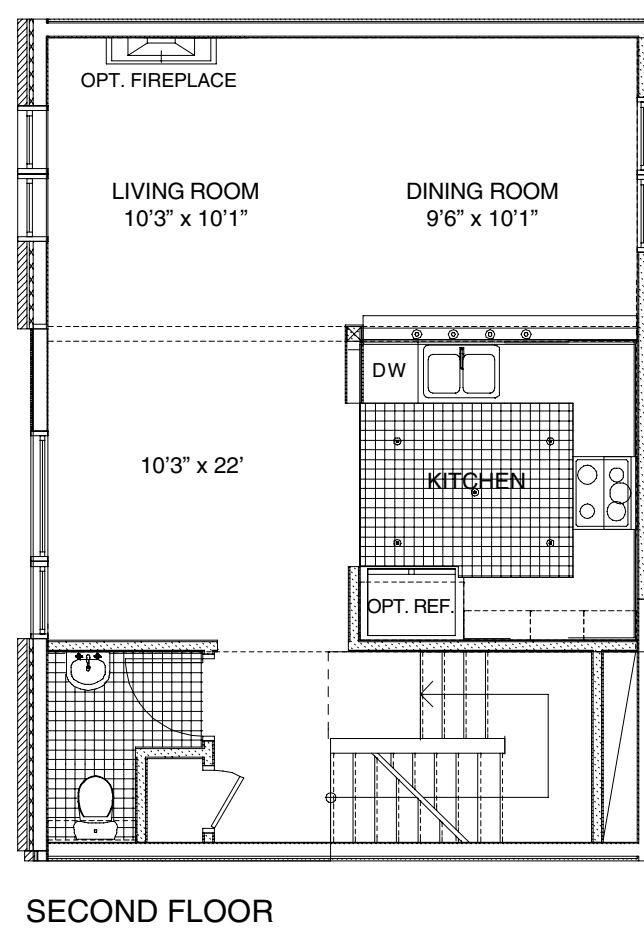 OPT. FIREPLACE
LIVING ROOM
10’3” x 10’1”
DINING ROOM
9’6” x 10’1”
DW
10’3” x 22’
KITCHEN
OPT. REF.
SECOND FLOOR